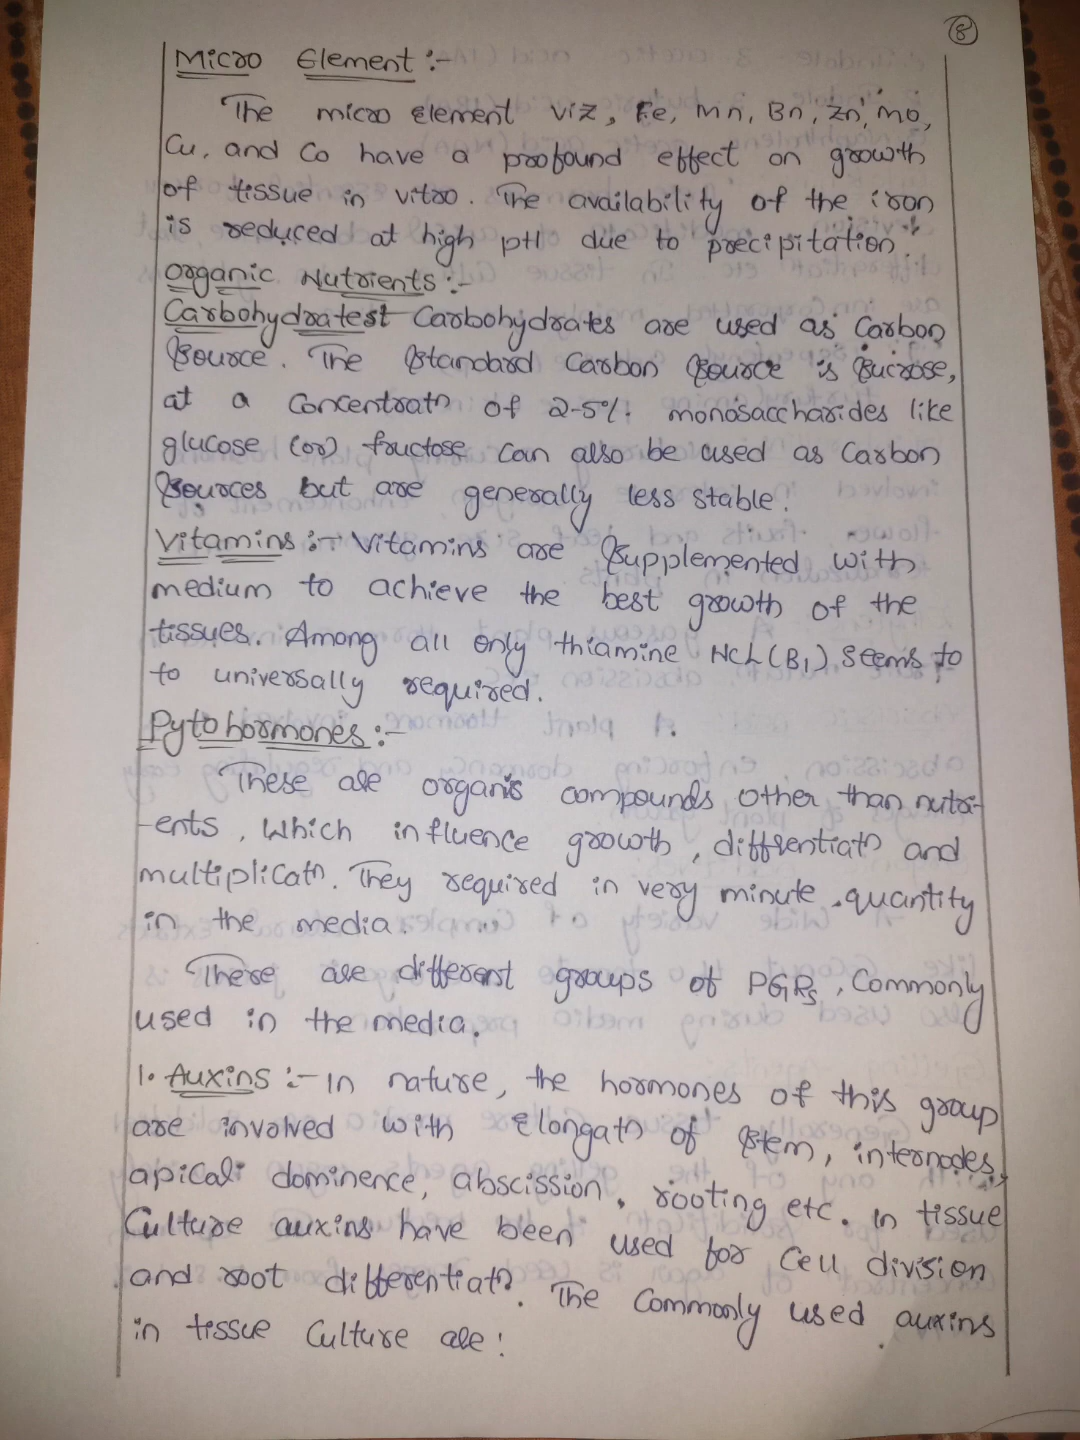 8
Micro Element :-
The micro element viz, Fe, Mn, Bn, Zn, Mo,
Cu, and Co have a profound effect on growth
of tissue in vitro. The availability of the iron
is reduced at high pH due to precipitation.
Organic Nutrients :-
Carbohydrates:- Carbohydrates are used as Carbon
Source. The Standard Carbon Source is Sucrose,
at a Concentratn of 2-5%. monosaccharides like
glucose (or) fructose can also be used as Carbon
Sources but are generally less stable.
Vitamins :- Vitamins are Supplemented with
medium to achieve the best growth of the
tissues. Among all only thiamine HCL (B1) seems to
to universally required.
Pytohormones :-
These are organic compounds other than nutri-
-ents, which influence growth, diffrentiatn and
multiplicatn. They required in very minute quantity
in the media.
There are different groups of PGRs, Commonly
used in the media.
1. Auxins :- In nature, the hormones of this group
are involved with Elongatn of Stem, internodes,
apical dominence, abscission, rooting etc. In tissue
Culture auxins have been used for Cell division
and root differentiatn. The Commonly used auxins
in tissue Culture are :